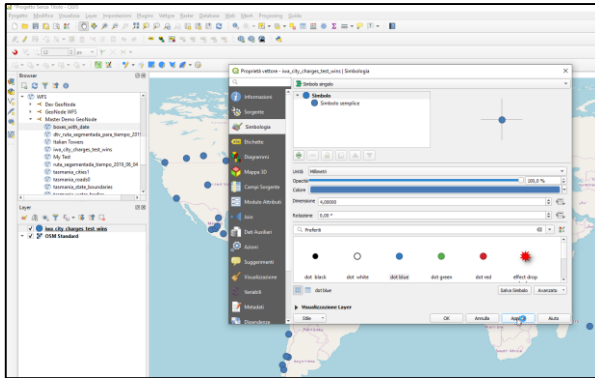 *Progetto Senza Titolo - QGIS
Progetto Modifica Visualizza Layer Impostazioni Plugins Vettore Raster Database Web Mesh Processing Guida
Browser
WFS
Dev GeoNode
GeoNode WFS
Master Demo GeoNode
boxes_with_date
Italian Towers
iwa_city_charges_test_wins
My Test
tasmania_cities1
tasmania_roads0
tasmania_state_boundaries
Layer
iwa_city_charges_test_wins
OSM Standard
Proprietà vettore - iwa_city_charges_test_wins | Simbologia
Informazioni
Sorgente
Simbologia
Etichette
Diagrammi
Mappe 3D
Campi Sorgente
Modulo Attributi
Join
Dati Ausiliari
Azioni
Suggerimenti
Visualizzazione
Variabili
Metadati
Dipendenze
Simbolo singolo
Simbolo
Simbolo semplice
Unità Millimetri
Opacità 100,0 %
Colore
Dimensione 4,00000
Rotazione 0,00 °
Preferiti
dot black dot white dot blue dot green dot red effect drop
dot blue Salva Simbolo Avanzato
Visualizzazione Layer
Stile OK Annulla Applica Aiuto